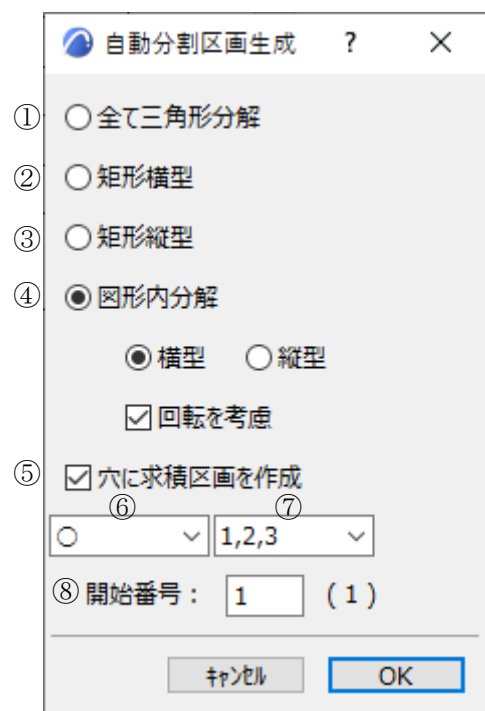 自動分割区画生成 ? ×
① 全て三角形分解
② 矩形横型
③ 矩形縦型
④ 図形内分解
横型 縦型
回転を考慮
⑤ 穴に求積区画を作成
⑥ ⑦
○ 1,2,3
⑧ 開始番号： 1 ( 1 )
ｷｬﾝｾﾙ OK